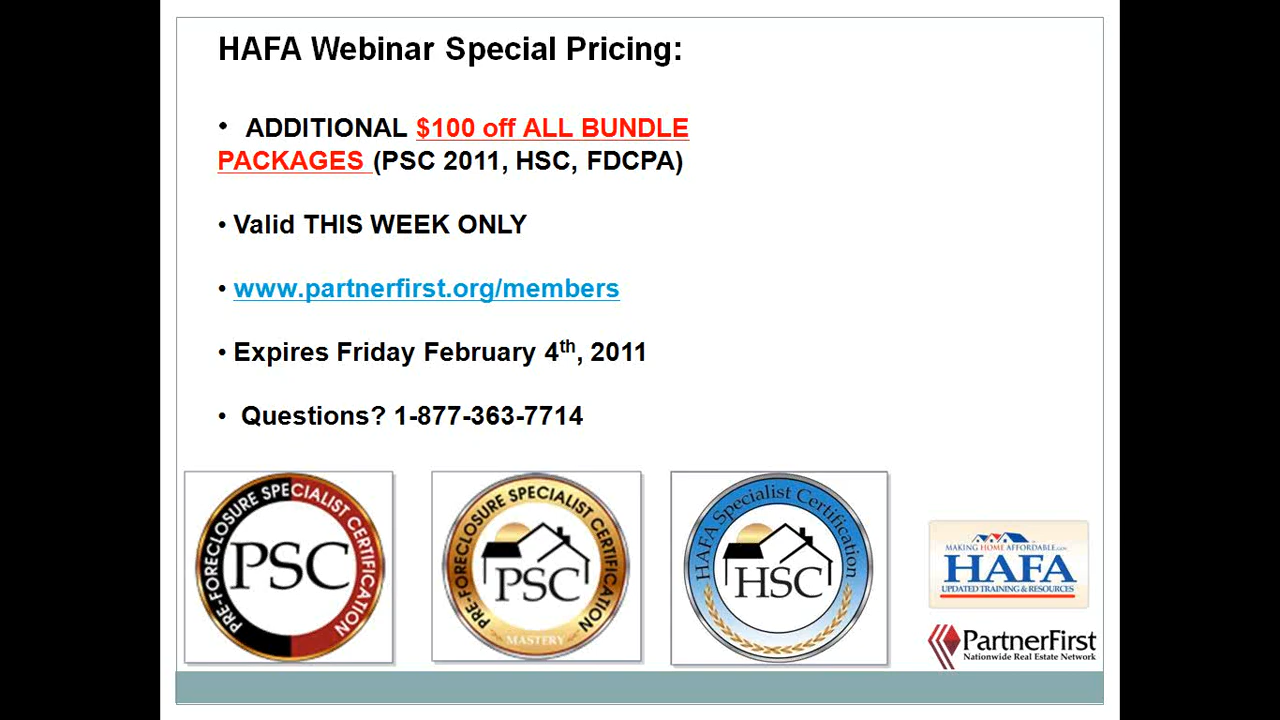 HAFA Webinar Special Pricing:
• ADDITIONAL $100 off ALL BUNDLE
PACKAGES (PSC 2011, HSC, FDCPA)
• Valid THIS WEEK ONLY
• www.partnerfirst.org/members
• Expires Friday February 4th, 2011
• Questions? 1-877-363-7714
PRE-FORECLOSURE SPECIALIST CERTIFICATION
PSC
PRE-FORECLOSURE SPECIALIST CERTIFICATION
PSC
MASTERY
HAFA Specialist Certification
HSC
MAKING HOME AFFORDABLE.com
HAFA
UPDATED TRAINING & RESOURCES
PartnerFirst
Nationwide Real Estate Network